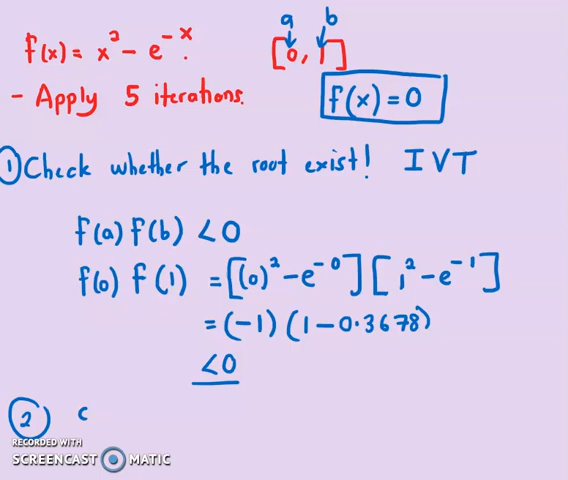 a b
f(x) = x² - e^-x. [0, 1]
- Apply 5 iterations.
f(x) = 0
① Check whether the root exist! IVT
f(a) f(b) < 0
f(0) f(1) = [(0)² - e^-0] [1² - e^-1]
= (-1) (1 - 0.3678)
< 0
② c
RECORDED WITH
SCREENCAST MATIC